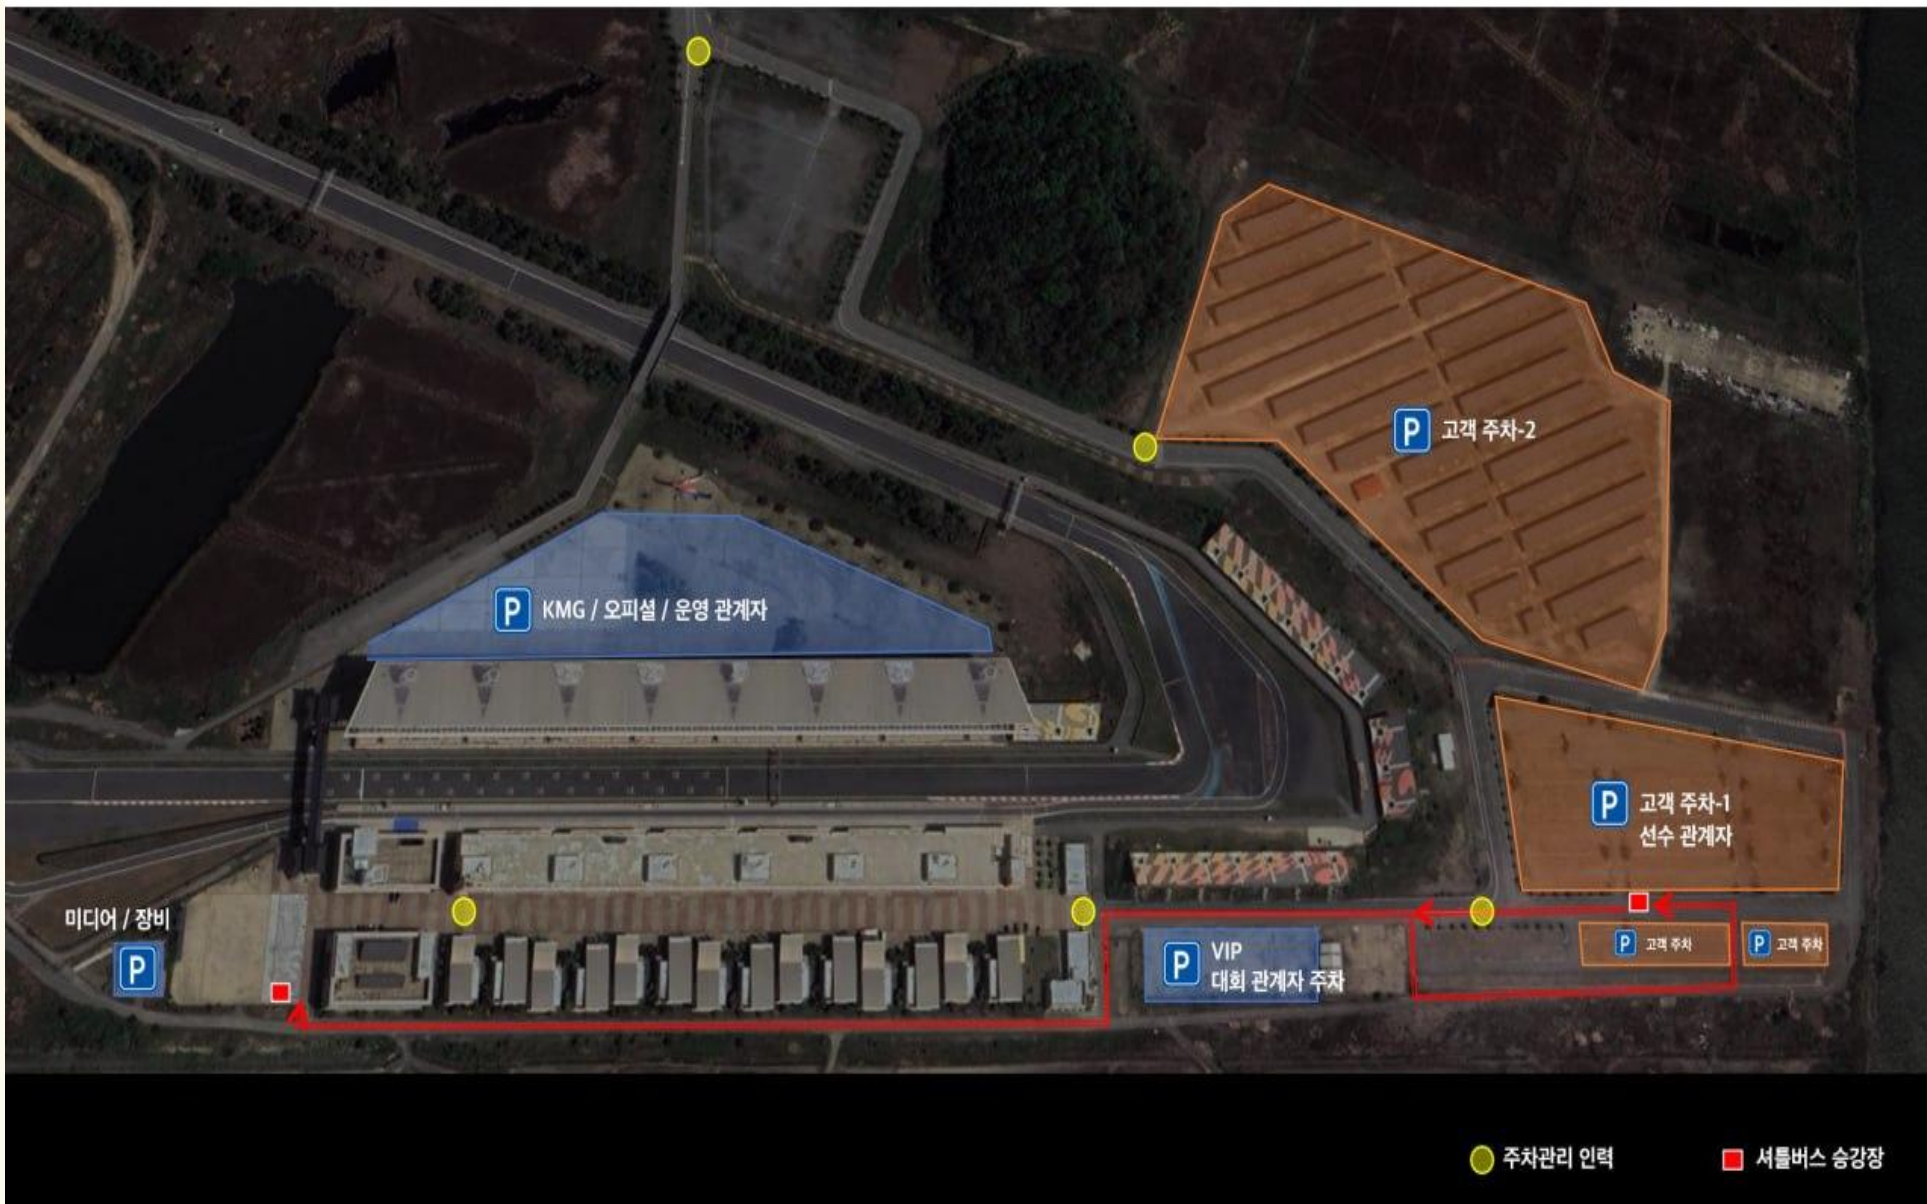 P 고객 주차-2
P KMG / 오피셜 / 운영 관계자
P 고객 주차-1
선수 관계자
미디어 / 장비
P
P VIP
대회 관계자 주차
P 고객 주차
P 고객 주차
주차관리 인력
셔틀버스 승강장